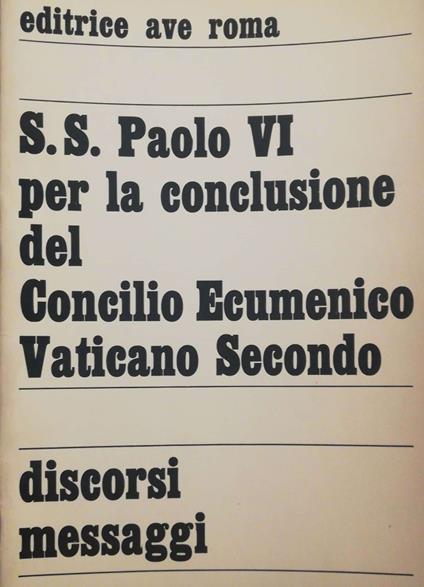 editrice ave roma
S. S. Paolo VI
per la conclusione
del
Concilio Ecumenico
Vaticano Secondo
discorsi
messaggi